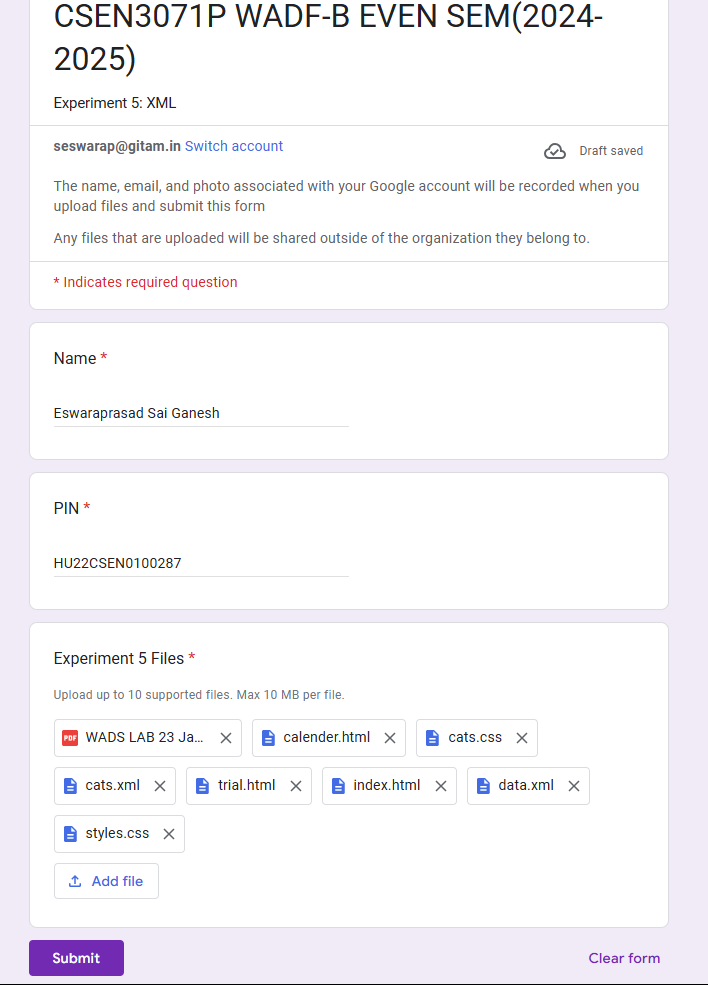 CSEN3071P WADF-B EVEN SEM(2024-
2025)
Experiment 5: XML
seswarap@gitam.in Switch account
Draft saved
The name, email, and photo associated with your Google account will be recorded when you
upload files and submit this form
Any files that are uploaded will be shared outside of the organization they belong to.
* Indicates required question
Name *
Eswaraprasad Sai Ganesh
PIN *
HU22CSEN0100287
Experiment 5 Files *
Upload up to 10 supported files. Max 10 MB per file.
PDF WADS LAB 23 Ja... calender.html cats.css
cats.xml trial.html index.html data.xml
styles.css
Add file
Submit Clear form